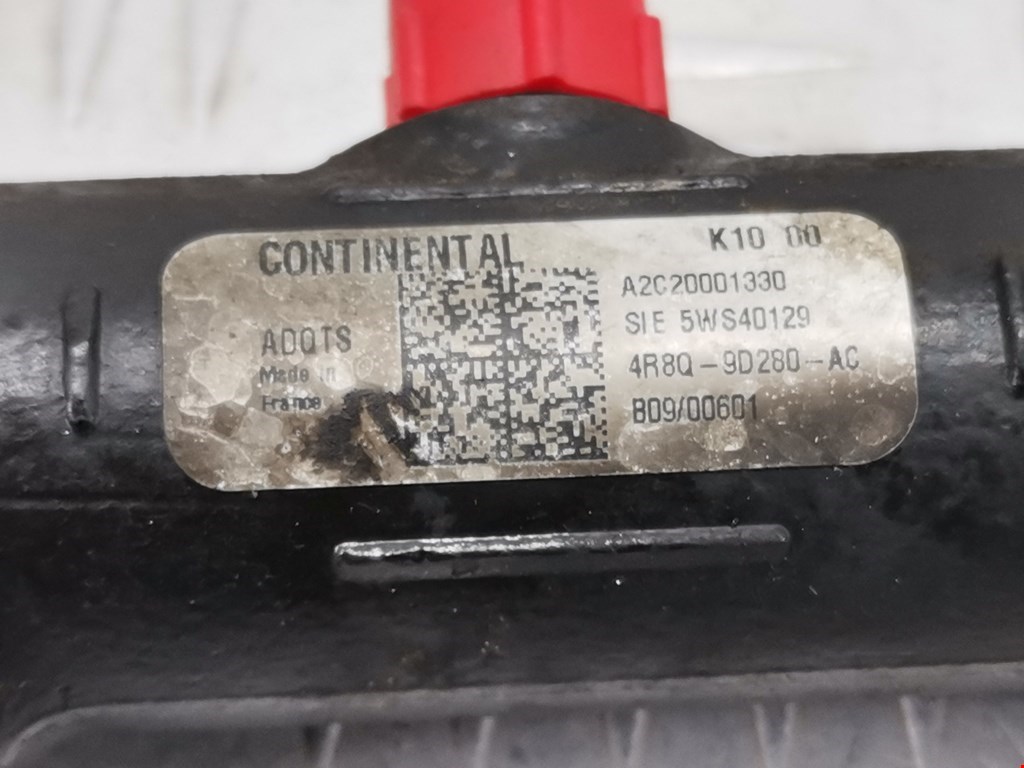 CONTINENTAL
K10 00
A2C20001330
SIE 5WS40129
4R8Q-9D280-AC
B09/00601
ADQTS
Made in
France